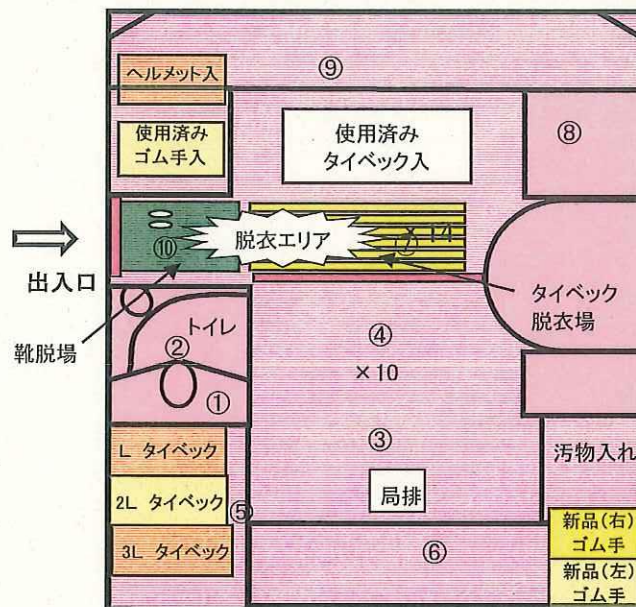 ⑨
ヘルメット入
使用済み
ゴム手入
使用済み
タイベック入
⑧
⑩
脱衣エリア
×14
⑦
出入口
靴脱場
トイレ
②
①
④
×10
タイベック
脱衣場
③
局排
汚物入れ
L タイベック
2L タイベック
3L タイベック
⑤
⑥
新品(右)
ゴム手
新品(左)
ゴム手